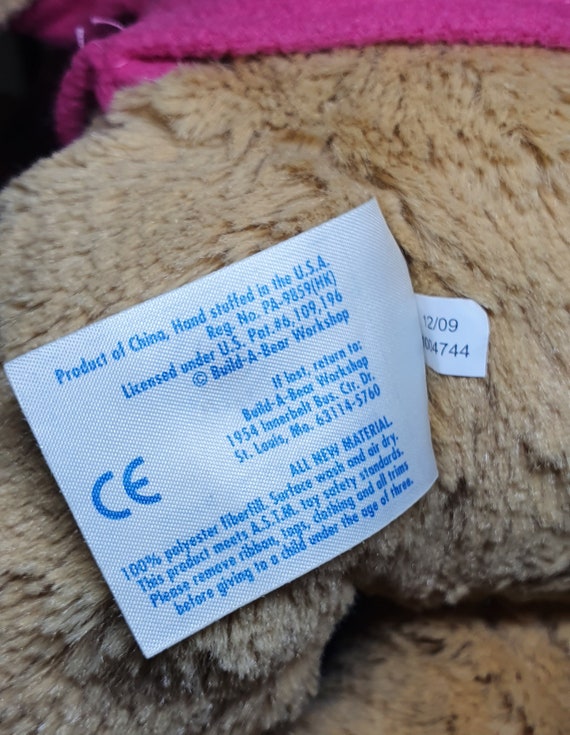 Product of China, Hand stuffed in the U.S.A.
Reg. No. PA-9859(HK)
Licensed under U.S. Pat.#6,109,196
© Build-A-Bear Workshop
If lost, return to:
Build-A-Bear Workshop
1954 Innerbelt Bus. Ctr. Dr.
St. Louis, Mo. 63114-5760
CE
ALL NEW MATERIAL
100% polyester fiberfill. Surface wash and air dry.
This product meets A.S.T.M. toy safety standards.
Please remove ribbon, tags, clothing and all trims
before giving to a child under the age of three.
12/09
004744